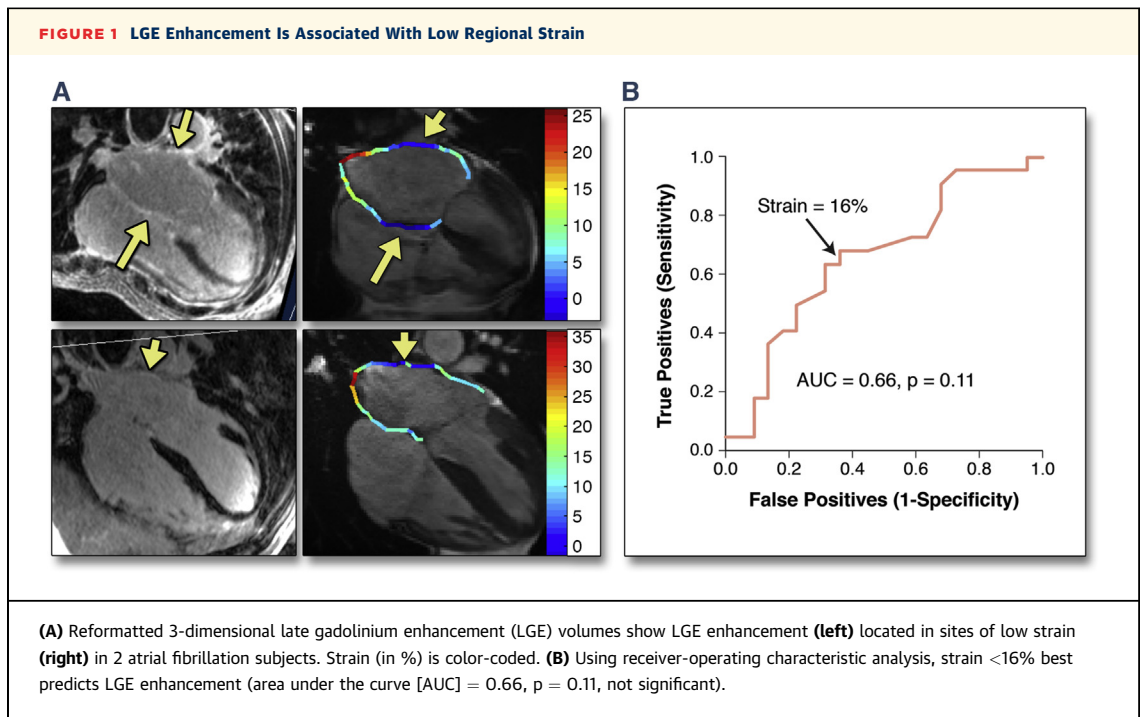 FIGURE 1 LGE Enhancement Is Associated With Low Regional Strain
A
25
20
15
10
5
0
35
30
25
20
15
10
5
0
B
True Positives (Sensitivity)
1.0
0.8
0.6
0.4
0.2
0.0
Strain = 16%
AUC = 0.66, p = 0.11
0.0 0.2 0.4 0.6 0.8 1.0
False Positives (1-Specificity)
(A) Reformatted 3-dimensional late gadolinium enhancement (LGE) volumes show LGE enhancement (left) located in sites of low strain
(right) in 2 atrial fibrillation subjects. Strain (in %) is color-coded. (B) Using receiver-operating characteristic analysis, strain <16% best
predicts LGE enhancement (area under the curve [AUC] = 0.66, p = 0.11, not significant).